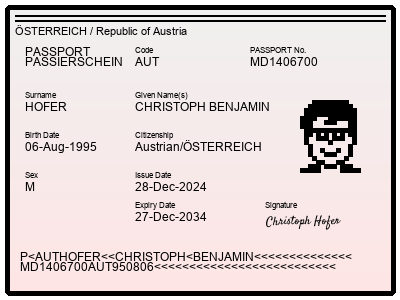 ÖSTERREICH / Republic of Austria
PASSPORT
PASSIERSCHEIN
Code
AUT
PASSPORT No.
MD1406700
Surname
HOFER
Given Name(s)
CHRISTOPH BENJAMIN
Birth Date
06-Aug-1995
Citizenship
Austrian/ÖSTERREICH
Sex
M
Issue Date
28-Dec-2024
Expiry Date
27-Dec-2034
Signature
Christoph Hofer
P<AUTHOFER<<CHRISTOPH<BENJAMIN<<<<<<<<<<<<<<
MD1406700AUT950806<<<<<<<<<<<<<<<<<<<<<<<<<<